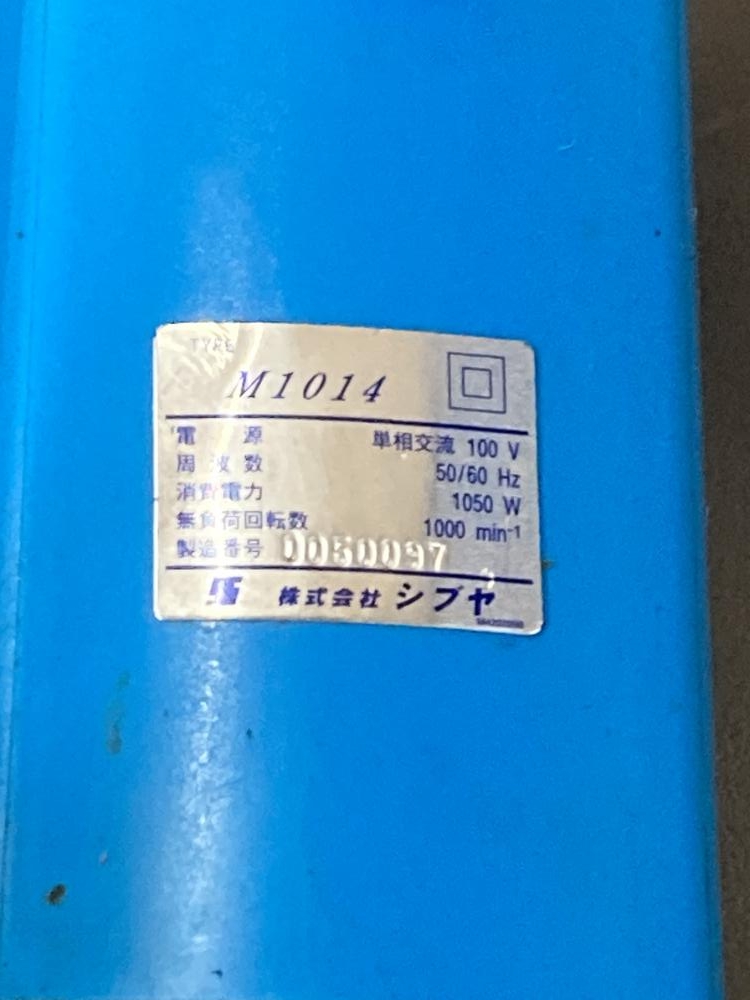 TYPE
M1014
電源 単相交流 100 V
周波数 50/60 Hz
消費電力 1050 W
無負荷回転数 1000 min⁻¹
製造番号 0050097
株式会社 シブヤ